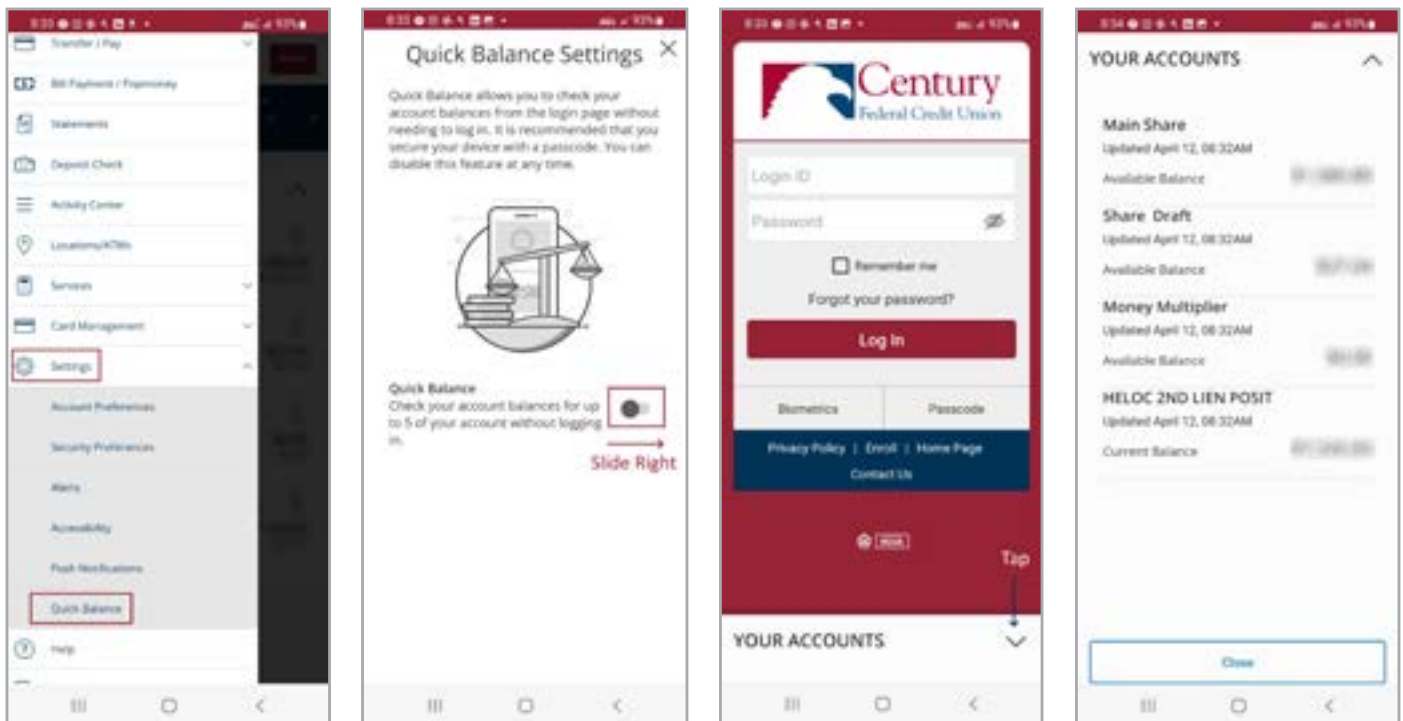 Transfer / Pay
Bill Payment / Popmoney
Statements
Deposit Check
Activity Center
Locations/ATMs
Services
Card Management
Settings
Account Preferences
Security Preferences
Alerts
Accessibility
Push Notifications
Quick Balance
Help
Quick Balance Settings
Quick Balance allows you to check your
account balances from the login page without
needing to log in. It is recommended that you
secure your device with a passcode. You can
disable this feature at any time.
Quick Balance
Check your account balances for up
to 5 of your account without logging
in.
Slide Right
8:33
93%
Century
Federal Credit Union
Login ID
Password
Remember me
Forgot your password?
Log In
Biometrics
Passcode
Privacy Policy | Enroll | Home Page
Contact Us
Tap
YOUR ACCOUNTS
8:34
93%
YOUR ACCOUNTS
Main Share
Updated April 12, 08:32AM
Available Balance
Share Draft
Updated April 12, 08:32AM
Available Balance
Money Multiplier
Updated April 12, 08:32AM
Available Balance
HELOC 2ND LIEN POSIT
Updated April 12, 08:32AM
Current Balance
Close